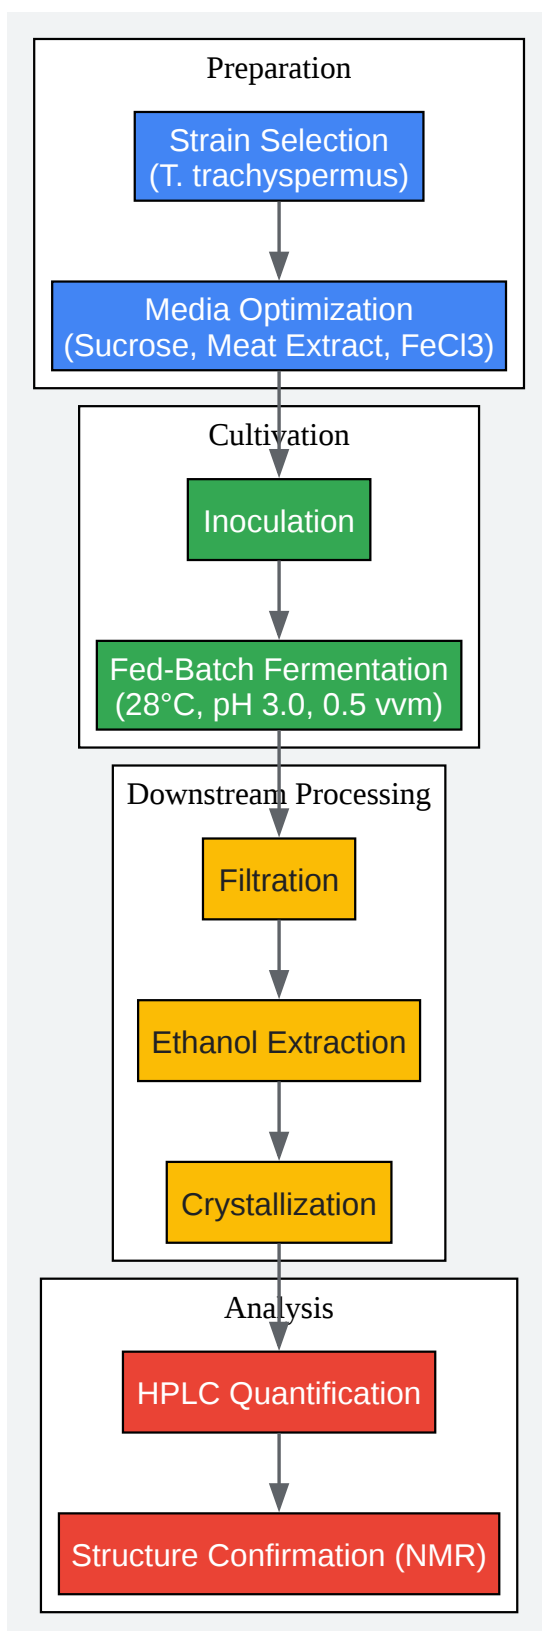 Preparation
Strain Selection
(T. trachyspermus)
Media Optimization
(Sucrose, Meat Extract, FeCl3)
Cultivation
Inoculation
Fed-Batch Fermentation
(28°C, pH 3.0, 0.5 vvm)
Downstream Processing
Filtration
Ethanol Extraction
Crystallization
Analysis
HPLC Quantification
Structure Confirmation (NMR)